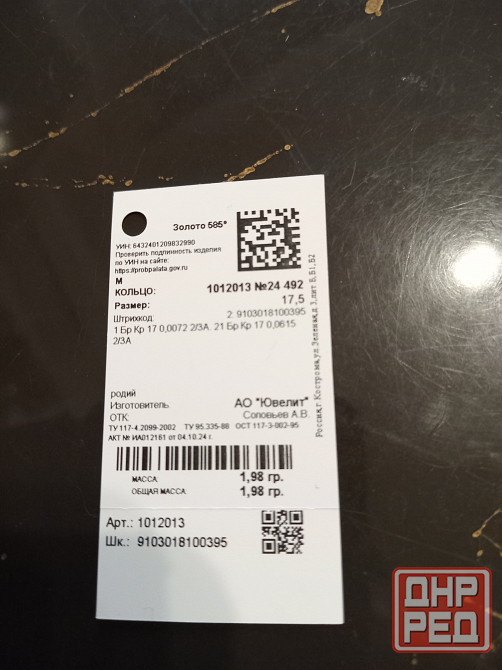 Золото 585*
УИН: 6432401209832990
Проверить подлинность изделия
по УИН на сайте:
https://probpalata.gov.ru
М
КОЛЬЦО: 1012013 №24 492
Размер: 17,5
Штрихкод: 2: 9103018100395
1 Бр Кр 17 0,0072 2/3А. 21 Бр Кр 17 0,0615
2/3А
родий
Изготовитель АО "Ювелит"
ОТК: Соловьёв А.В.
ТУ 117-4.2099-2002 ТУ 95.335-88 ОСТ 117-3-002-95
АКТ № ИА012161 от 04.10.24 г.
МАССА: 1,98 гр.
ОБЩАЯ МАССА: 1,98 гр.
Арт.: 1012013
Шк.: 9103018100395
Россия, г. Кострома, ул. Зеленая, д. 3, лит. Б, Б1, Б2
ДНР
РЕД